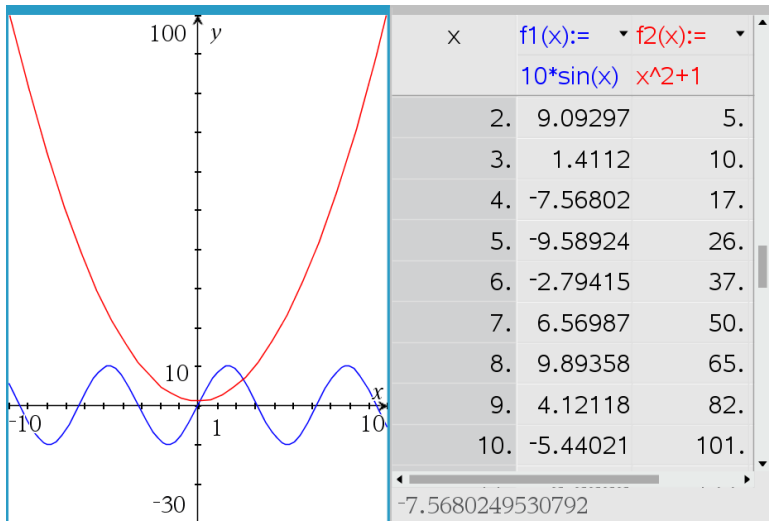 100 y
10
x
-10 1 10
-30
x f1(x):= f2(x):=
10*sin(x) x^2+1
2. 9.09297 5.
3. 1.4112 10.
4. -7.56802 17.
5. -9.58924 26.
6. -2.79415 37.
7. 6.56987 50.
8. 9.89358 65.
9. 4.12118 82.
10. -5.44021 101.
-7.5680249530792